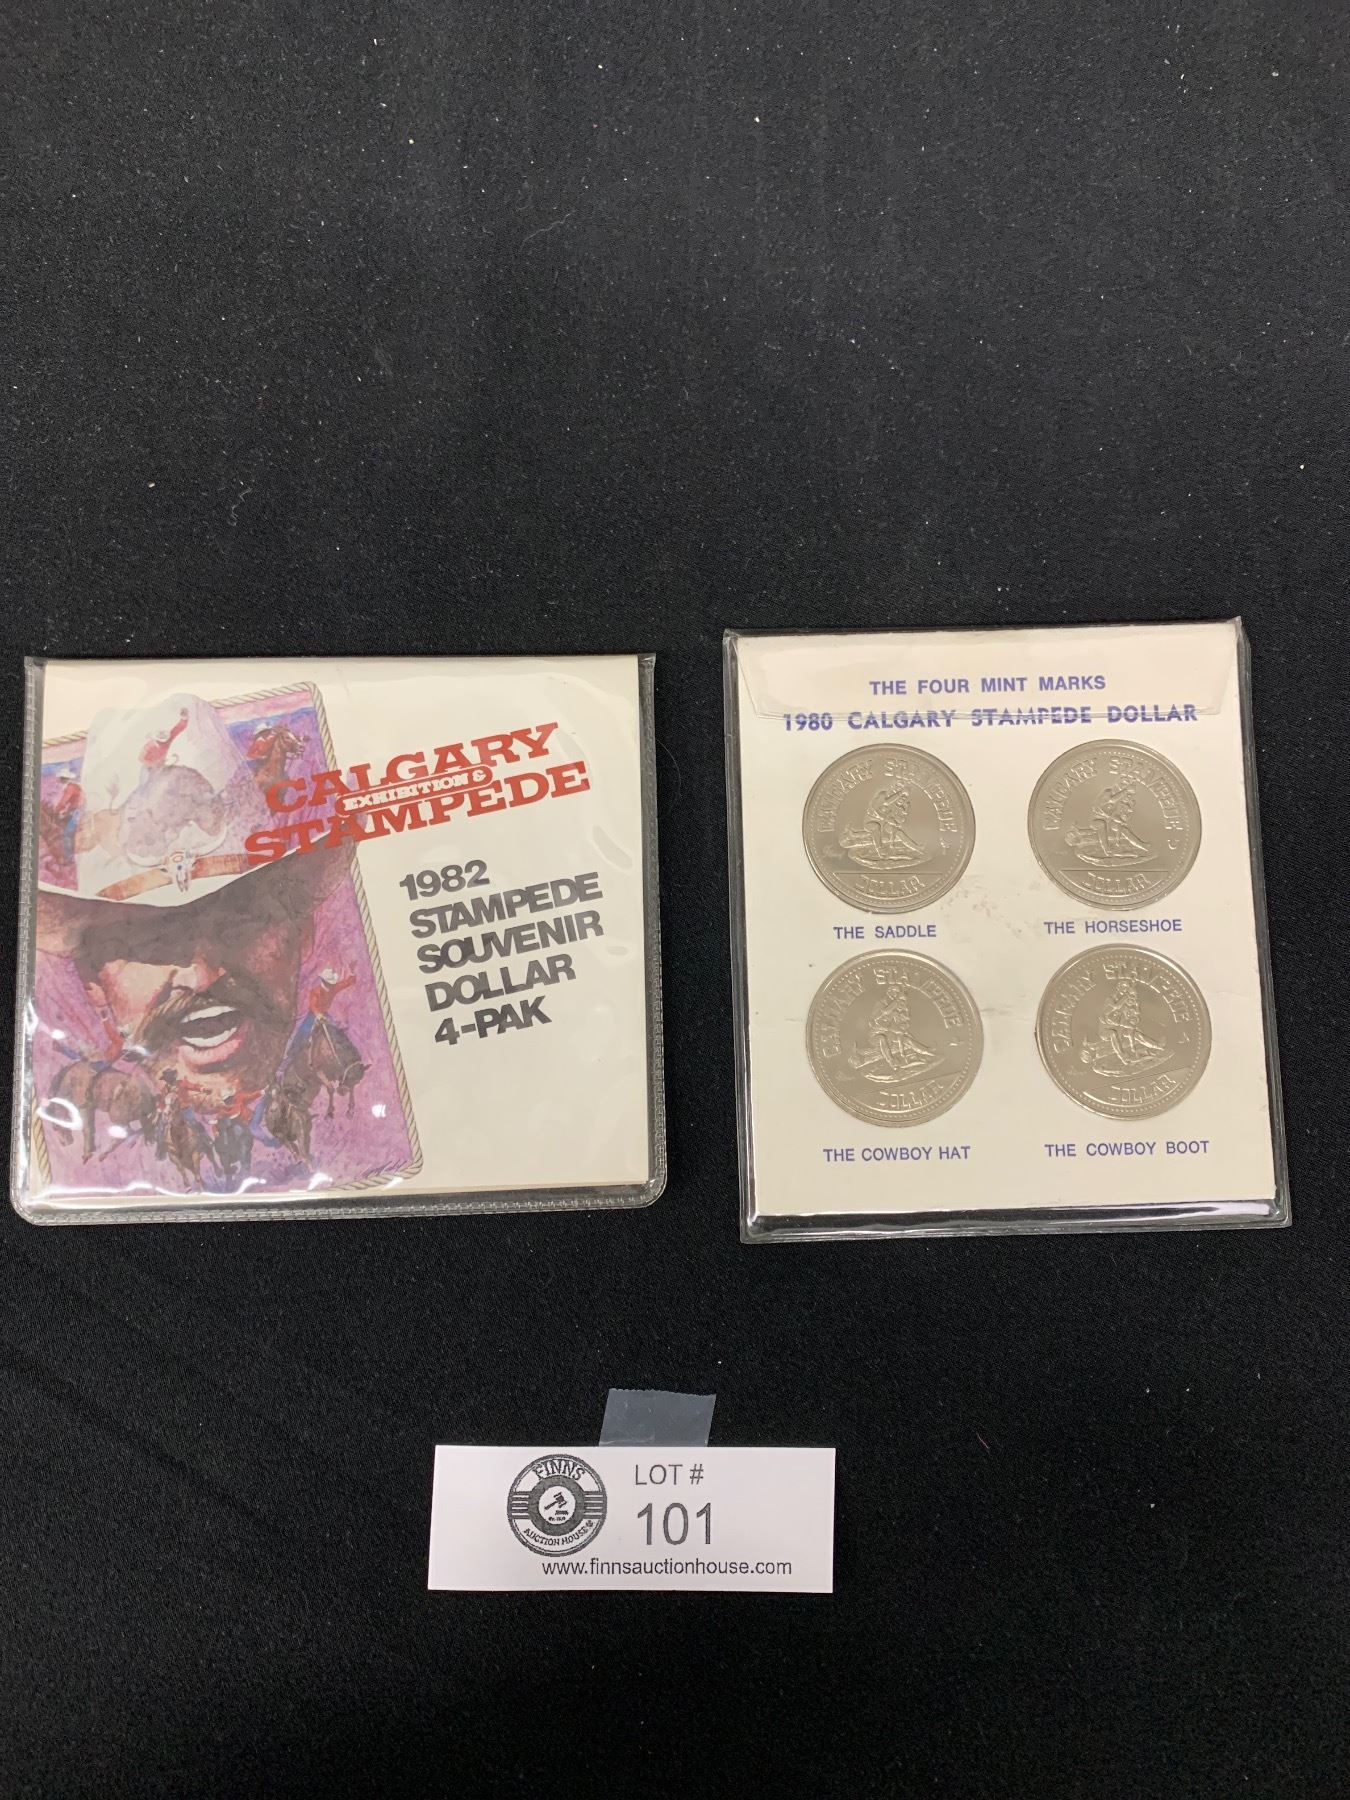 CALGARY
EXHIBITION &
STAMPEDE
1982
STAMPEDE
SOUVENIR
DOLLAR
4-PAK
THE FOUR MINT MARKS
1980 CALGARY STAMPEDE DOLLAR
CALGARY STAMPEDE
DOLLAR
CALGARY STAMPEDE
DOLLAR
THE SADDLE
THE HORSESHOE
CALGARY STAMPEDE
DOLLAR
CALGARY STAMPEDE
DOLLAR
THE COWBOY HAT
THE COWBOY BOOT
FINNS
AUCTION HOUSE
LOT #
101
www.finnsauctionhouse.com